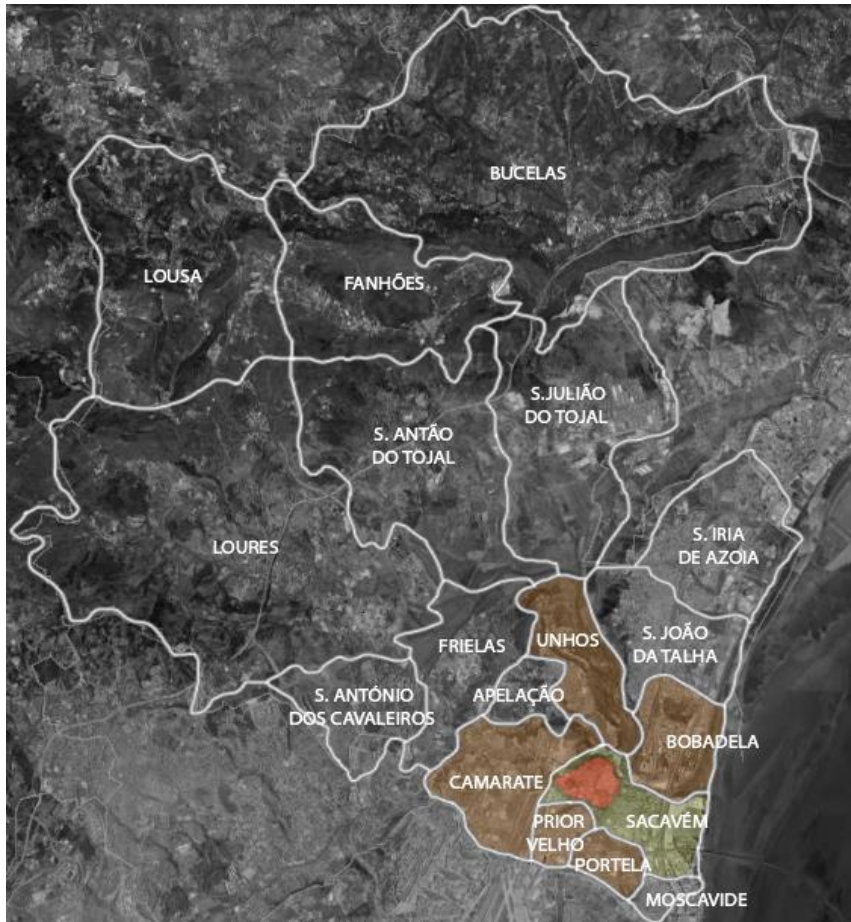 BUCELAS
LOUSA
FANHÕES
S.JULIÃO
DO TOJAL
S. ANTÃO
DO TOJAL
S. IRIA
DE AZOIA
LOURES
UNHOS
S. JOÃO
DA TALHA
FRIELAS
APELAÇÃO
S. ANTÓNIO
DOS CAVALEIROS
BOBADELA
CAMARATE
PRIOR
VELHO
SACAVÉM
PORTELA
MOSCAVIDE